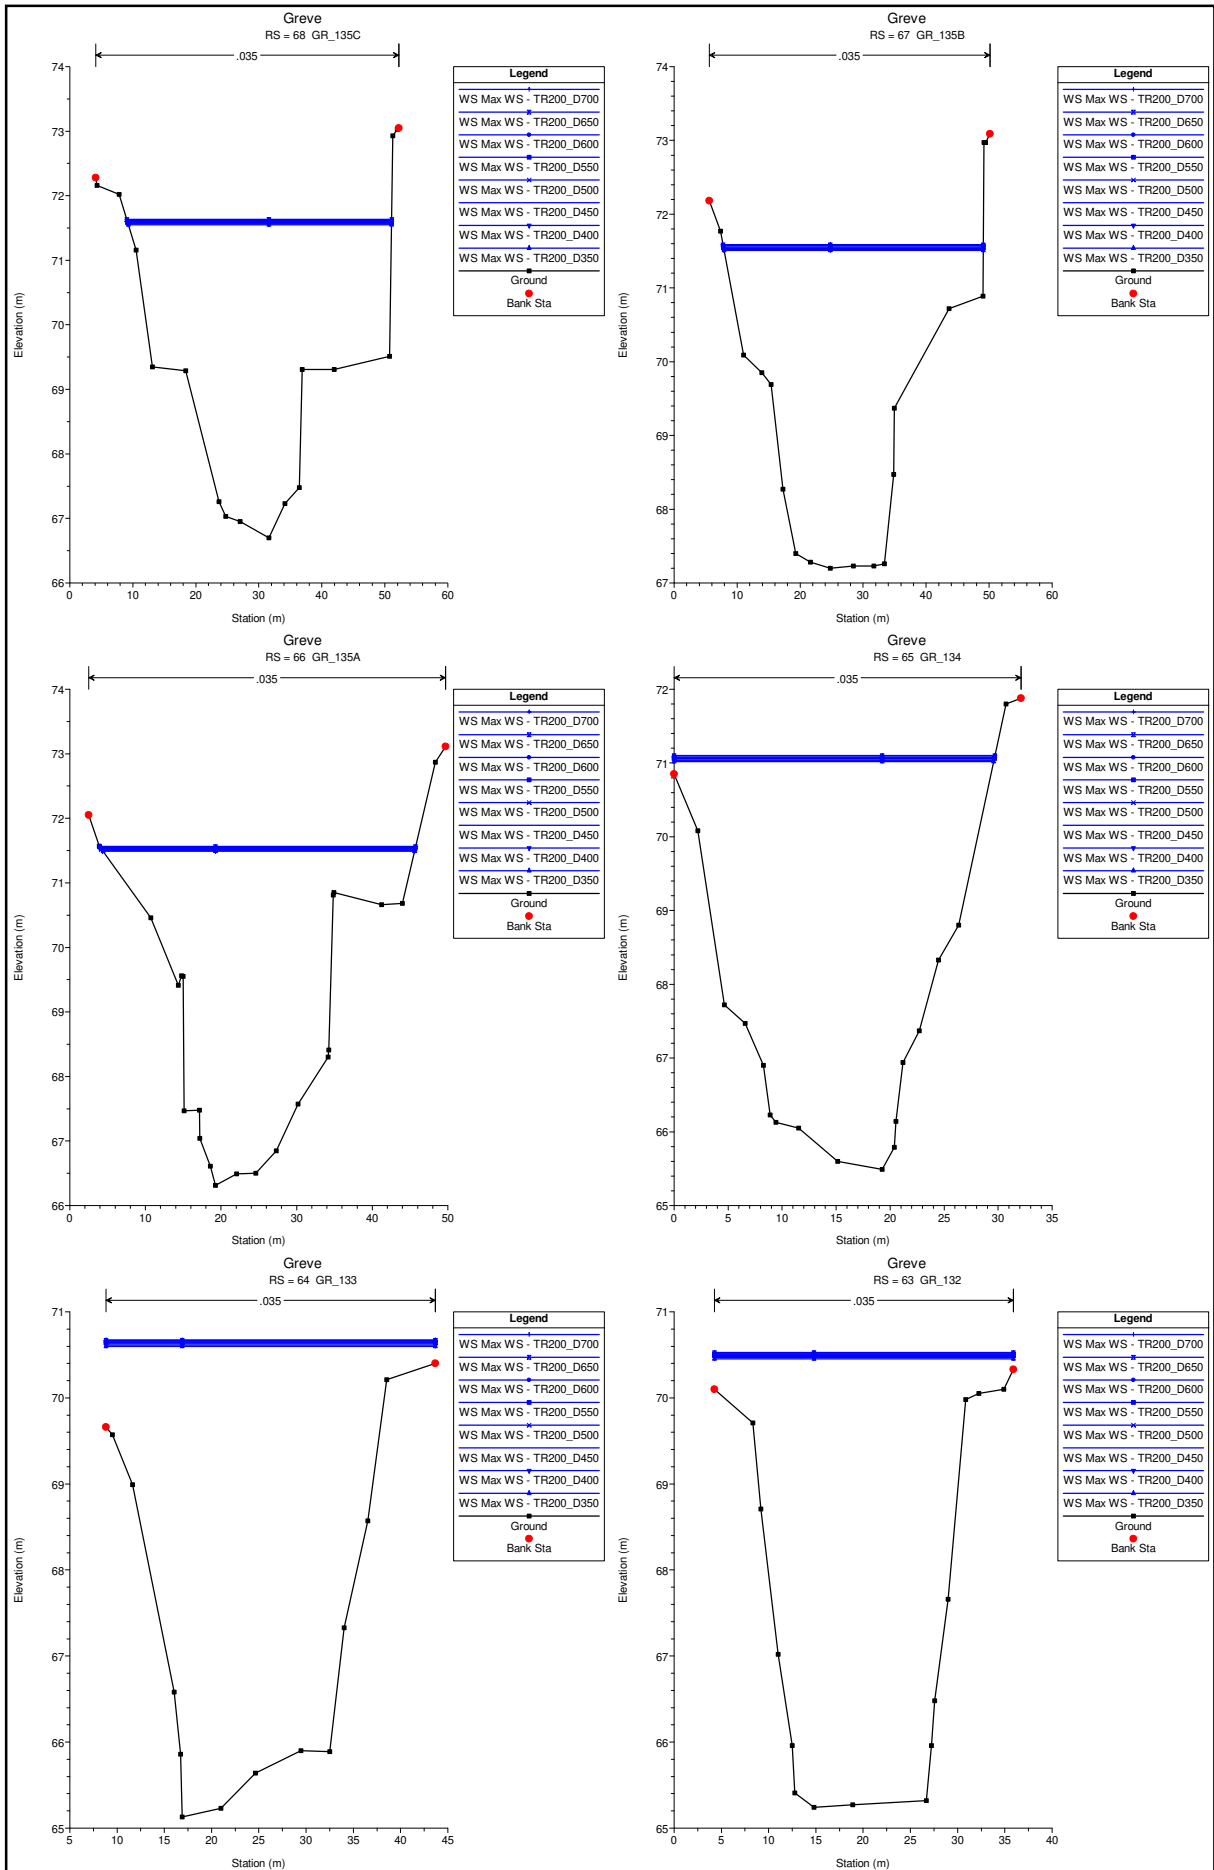 Greve
RS = 68 GR_135C
.035
74
73
72
71
70
69
68
67
66
0
10
20
30
40
50
60
Elevation (m)
Station (m)
Legend
WS Max WS - TR200_D700
WS Max WS - TR200_D650
WS Max WS - TR200_D600
WS Max WS - TR200_D550
WS Max WS - TR200_D500
WS Max WS - TR200_D450
WS Max WS - TR200_D400
WS Max WS - TR200_D350
Ground
Bank Sta
Greve
RS = 67 GR_135B
.035
74
73
72
71
70
69
68
67
0
10
20
30
40
50
60
Elevation (m)
Station (m)
Legend
WS Max WS - TR200_D700
WS Max WS - TR200_D650
WS Max WS - TR200_D600
WS Max WS - TR200_D550
WS Max WS - TR200_D500
WS Max WS - TR200_D450
WS Max WS - TR200_D400
WS Max WS - TR200_D350
Ground
Bank Sta
Greve
RS = 66 GR_135A
.035
74
73
72
71
70
69
68
67
66
0
10
20
30
40
50
Elevation (m)
Station (m)
Legend
WS Max WS - TR200_D700
WS Max WS - TR200_D650
WS Max WS - TR200_D600
WS Max WS - TR200_D550
WS Max WS - TR200_D500
WS Max WS - TR200_D450
WS Max WS - TR200_D400
WS Max WS - TR200_D350
Ground
Bank Sta
Greve
RS = 65 GR_134
.035
72
71
70
69
68
67
66
65
0
5
10
15
20
25
30
35
Elevation (m)
Station (m)
Legend
WS Max WS - TR200_D700
WS Max WS - TR200_D650
WS Max WS - TR200_D600
WS Max WS - TR200_D550
WS Max WS - TR200_D500
WS Max WS - TR200_D450
WS Max WS - TR200_D400
WS Max WS - TR200_D350
Ground
Bank Sta
Greve
RS = 64 GR_133
.035
71
70
69
68
67
66
65
5
10
15
20
25
30
35
40
45
Elevation (m)
Station (m)
Legend
WS Max WS - TR200_D700
WS Max WS - TR200_D650
WS Max WS - TR200_D600
WS Max WS - TR200_D550
WS Max WS - TR200_D500
WS Max WS - TR200_D450
WS Max WS - TR200_D400
WS Max WS - TR200_D350
Ground
Bank Sta
Greve
RS = 63 GR_132
.035
71
70
69
68
67
66
65
0
5
10
15
20
25
30
35
40
Elevation (m)
Station (m)
Legend
WS Max WS - TR200_D700
WS Max WS - TR200_D650
WS Max WS - TR200_D600
WS Max WS - TR200_D550
WS Max WS - TR200_D500
WS Max WS - TR200_D450
WS Max WS - TR200_D400
WS Max WS - TR200_D350
Ground
Bank Sta